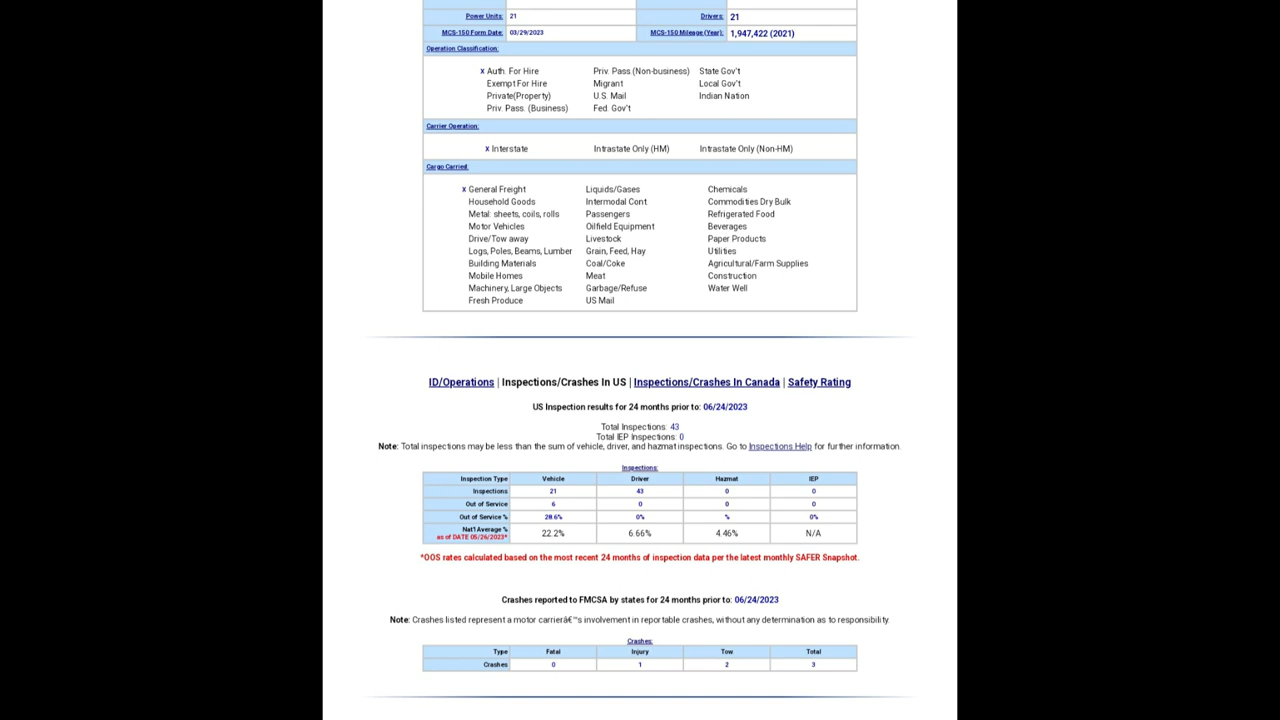 Power Units: 21 Drivers: 21
MCS-150 Form Date: 03/29/2023 MCS-150 Mileage (Year): 1,947,422 (2021)
Operation Classification:
x Auth. For Hire Priv. Pass.(Non-business) State Gov't
Exempt For Hire Migrant Local Gov't
Private(Property) U.S. Mail Indian Nation
Priv. Pass. (Business) Fed. Gov't
Carrier Operation:
x Interstate Intrastate Only (HM) Intrastate Only (Non-HM)
Cargo Carried:
x General Freight Liquids/Gases Chemicals
Household Goods Intermodal Cont. Commodities Dry Bulk
Metal: sheets, coils, rolls Passengers Refrigerated Food
Motor Vehicles Oilfield Equipment Beverages
Drive/Tow away Livestock Paper Products
Logs, Poles, Beams, Lumber Grain, Feed, Hay Utilities
Building Materials Coal/Coke Agricultural/Farm Supplies
Mobile Homes Meat Construction
Machinery, Large Objects Garbage/Refuse Water Well
Fresh Produce US Mail
ID/Operations | Inspections/Crashes In US | Inspections/Crashes In Canada | Safety Rating
US Inspection results for 24 months prior to: 06/24/2023
Total Inspections: 43
Total IEP Inspections: 0
Note: Total inspections may be less than the sum of vehicle, driver, and hazmat inspections. Go to Inspections Help for further information.
Inspections:
Inspection Type Vehicle Driver Hazmat IEP
Inspections 21 43 0 0
Out of Service 6 0 0 0
Out of Service % 28.6% 0% % 0%
Nat'l Average % 22.2% 6.66% 4.46% N/A
as of DATE 05/26/2023*
*OOS rates calculated based on the most recent 24 months of inspection data per the latest monthly SAFER Snapshot.
Crashes reported to FMCSA by states for 24 months prior to: 06/24/2023
Note: Crashes listed represent a motor carrierâ€™s involvement in reportable crashes, without any determination as to responsibility.
Crashes:
Type Fatal Injury Tow Total
Crashes 0 1 2 3